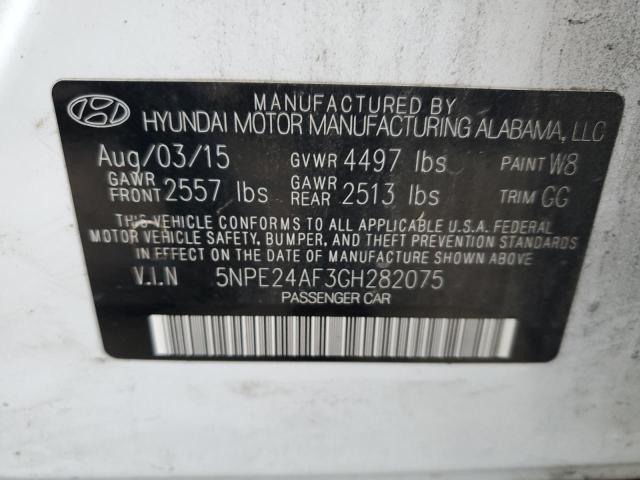 MANUFACTURED BY
HYUNDAI MOTOR MANUFACTURING ALABAMA, LLC
Aug/03/15 GVWR 4497 lbs PAINT W8
GAWR FRONT 2557 lbs GAWR REAR 2513 lbs TRIM GG
THIS VEHICLE CONFORMS TO ALL APPLICABLE U.S.A. FEDERAL
MOTOR VEHICLE SAFETY, BUMPER, AND THEFT PREVENTION STANDARDS
IN EFFECT ON THE DATE OF MANUFACTURE SHOWN ABOVE.
V.I.N 5NPE24AF3GH282075
PASSENGER CAR